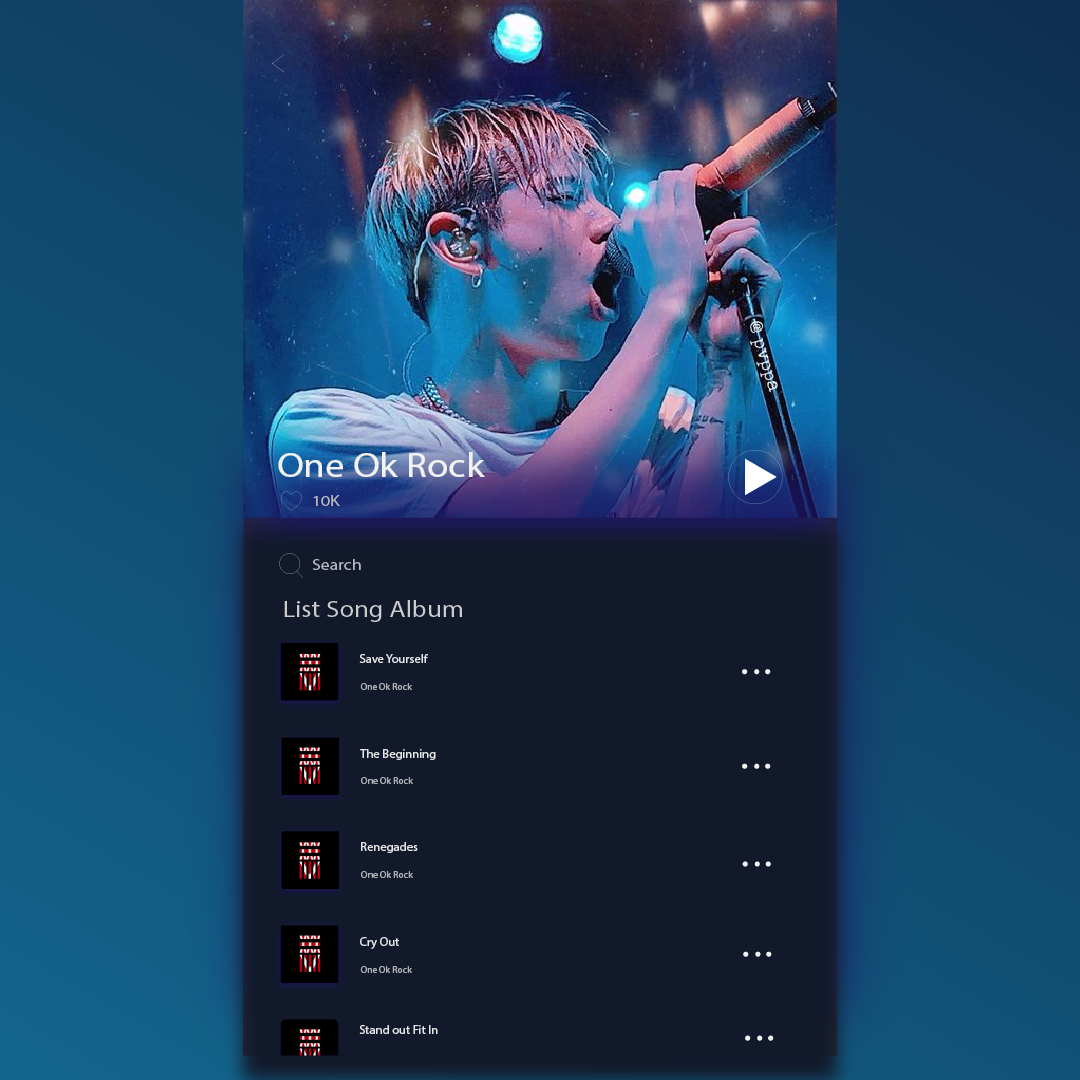 @pvppa
One Ok Rock
10K
Search
List Song Album
Save Yourself
One Ok Rock
The Beginning
One Ok Rock
Renegades
One Ok Rock
Cry Out
One Ok Rock
Stand out Fit In